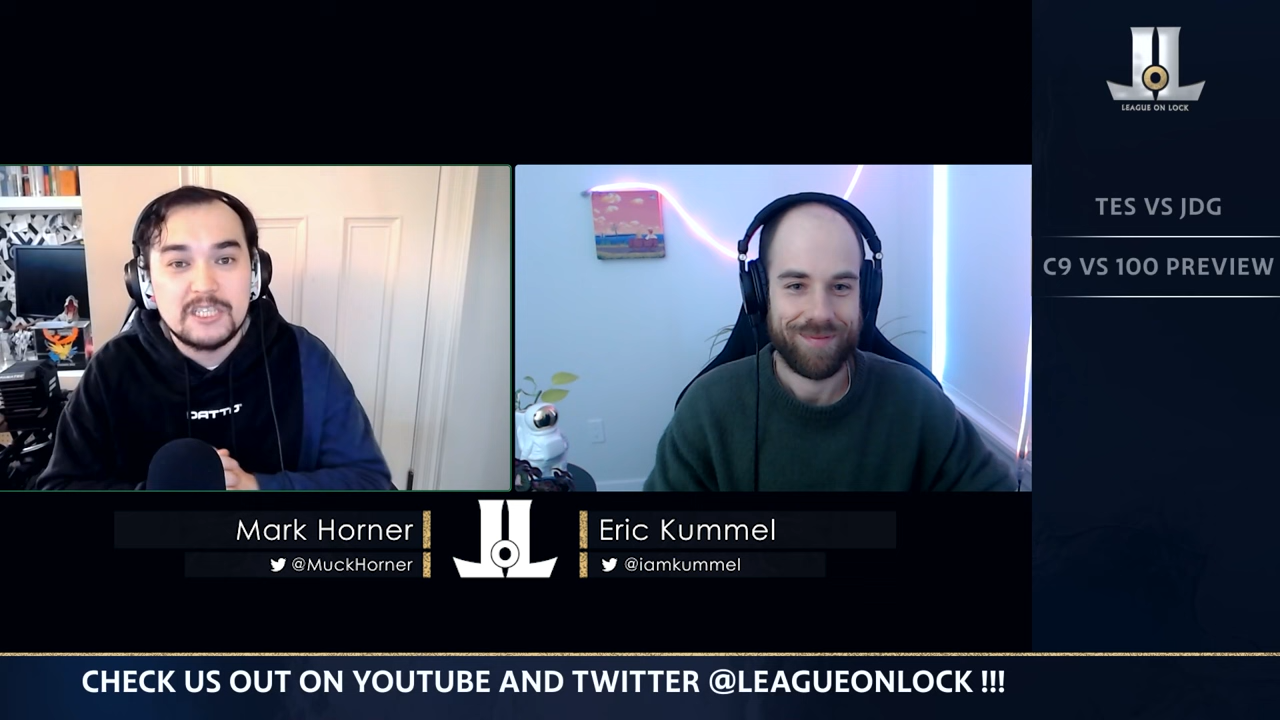 LEAGUE ON LOCK
TES VS JDG
C9 VS 100 PREVIEW
Mark Horner
@MuckHorner
Eric Kummel
@iamkummel
CHECK US OUT ON YOUTUBE AND TWITTER @LEAGUEONLOCK !!!